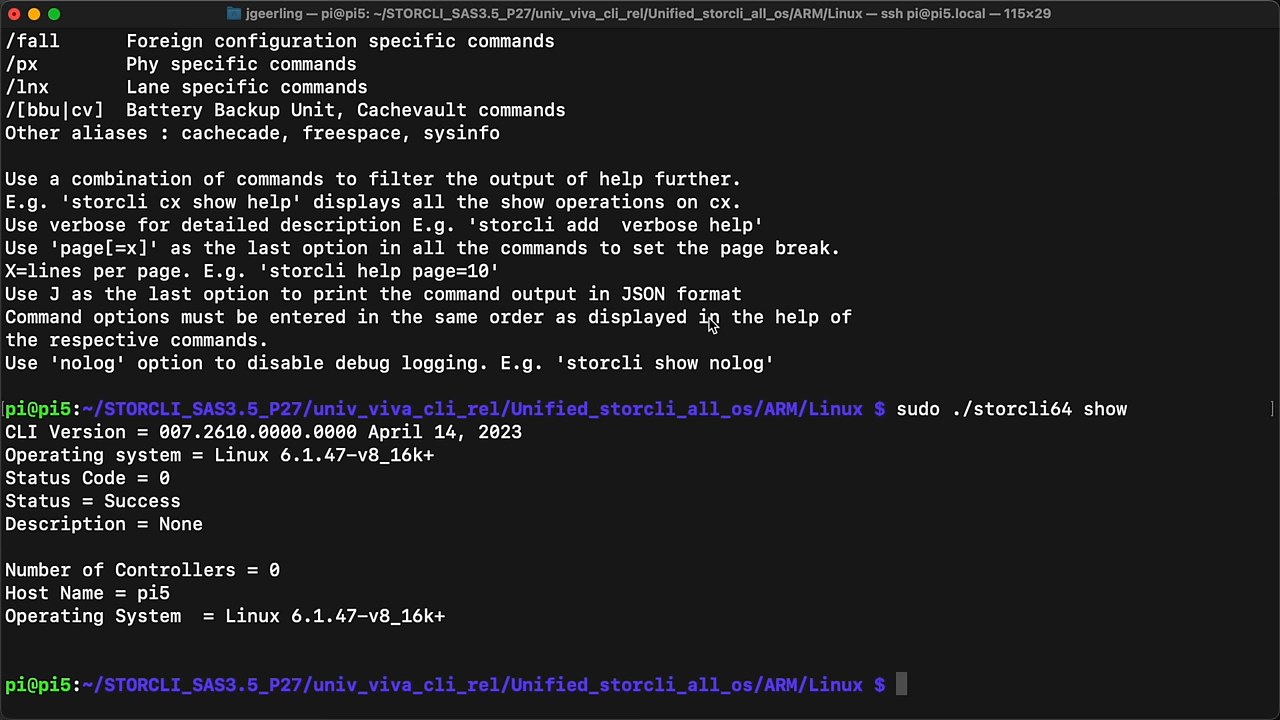 jgeerling — pi@pi5: ~/STORCLI_SAS3.5_P27/univ_viva_cli_rel/Unified_storcli_all_os/ARM/Linux — ssh pi@pi5.local — 115×29
/fall      Foreign configuration specific commands
/px        Phy specific commands
/lnx       Lane specific commands
/[bbu|cv]  Battery Backup Unit, Cachevault commands
Other aliases : cachecade, freespace, sysinfo

Use a combination of commands to filter the output of help further.
E.g. 'storcli cx show help' displays all the show operations on cx.
Use verbose for detailed description E.g. 'storcli add  verbose help'
Use 'page[=x]' as the last option in all the commands to set the page break.
X=lines per page. E.g. 'storcli help page=10'
Use J as the last option to print the command output in JSON format
Command options must be entered in the same order as displayed in the help of
the respective commands.
Use 'nolog' option to disable debug logging. E.g. 'storcli show nolog'

[pi@pi5:~/STORCLI_SAS3.5_P27/univ_viva_cli_rel/Unified_storcli_all_os/ARM/Linux $ sudo ./storcli64 show ]
CLI Version = 007.2610.0000.0000 April 14, 2023
Operating system = Linux 6.1.47-v8_16k+
Status Code = 0
Status = Success
Description = None

Number of Controllers = 0
Host Name = pi5
Operating System  = Linux 6.1.47-v8_16k+

pi@pi5:~/STORCLI_SAS3.5_P27/univ_viva_cli_rel/Unified_storcli_all_os/ARM/Linux $